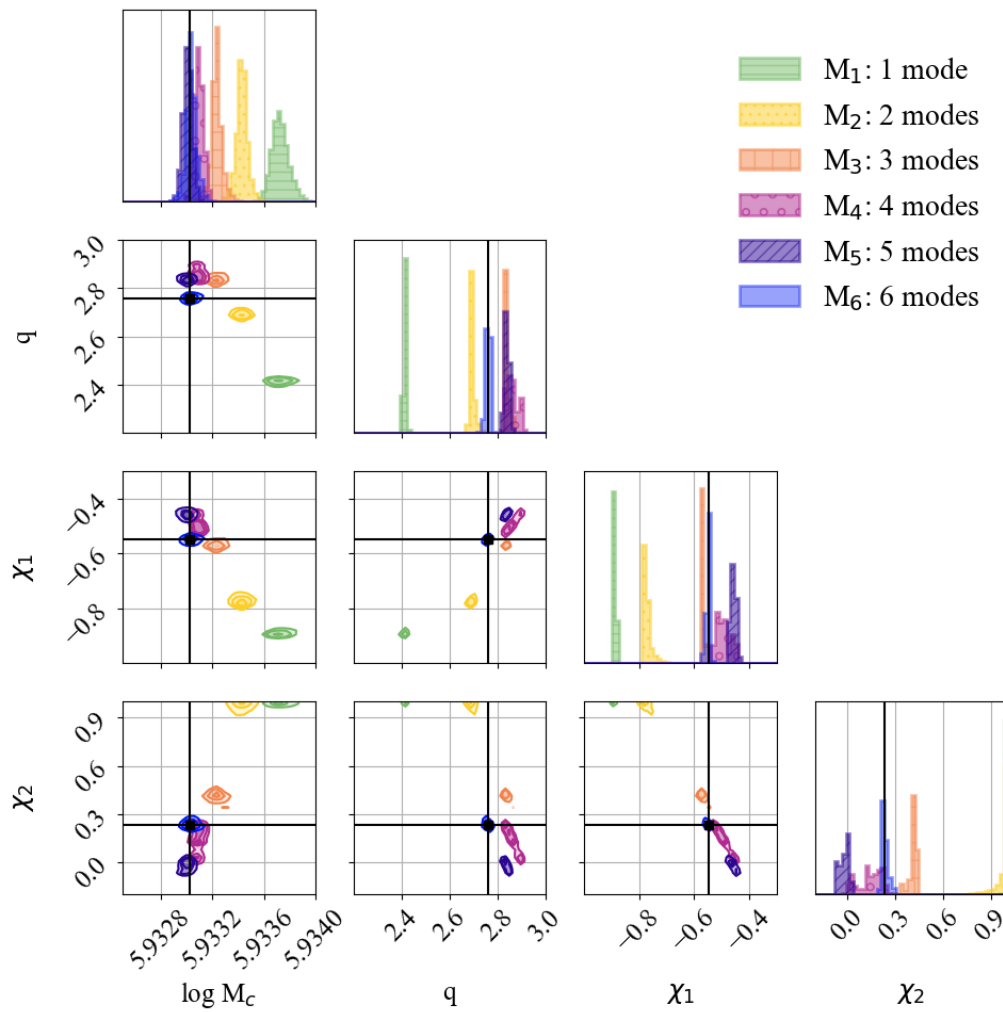 M₁: 1 mode
M₂: 2 modes
M₃: 3 modes
M₄: 4 modes
M₅: 5 modes
M₆: 6 modes
3.0
2.8
2.6
2.4
q
−0.4
−0.6
−0.8
χ₁
0.9
0.6
0.3
0.0
χ₂
5.9328 5.9332 5.9336 5.9340
2.4 2.6 2.8 3.0
−0.8 −0.6 −0.4
0.0 0.3 0.6 0.9
log M_c q χ₁ χ₂